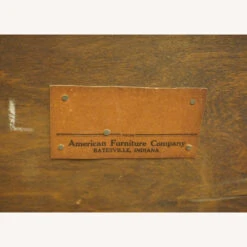 American Furniture Company
BATESVILLE, INDIANA